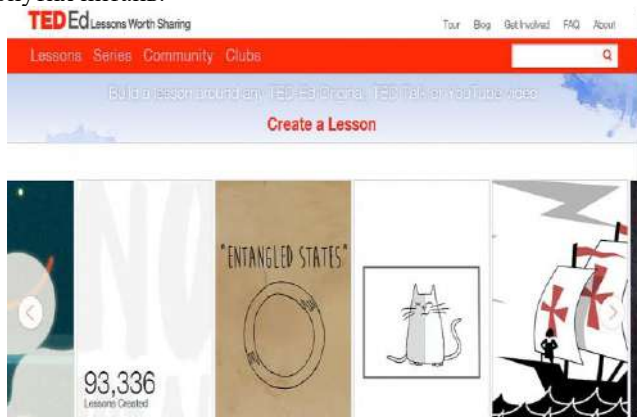 TED Ed Lessons Worth Sharing
Tour Blog Get Involved FAQ About
Lessons Series Community Clubs
Build a lesson around any TED-Ed Original, TED Talk or YouTube video
Create a Lesson
"ENTANGLED STATES"
93,336
Lessons Created